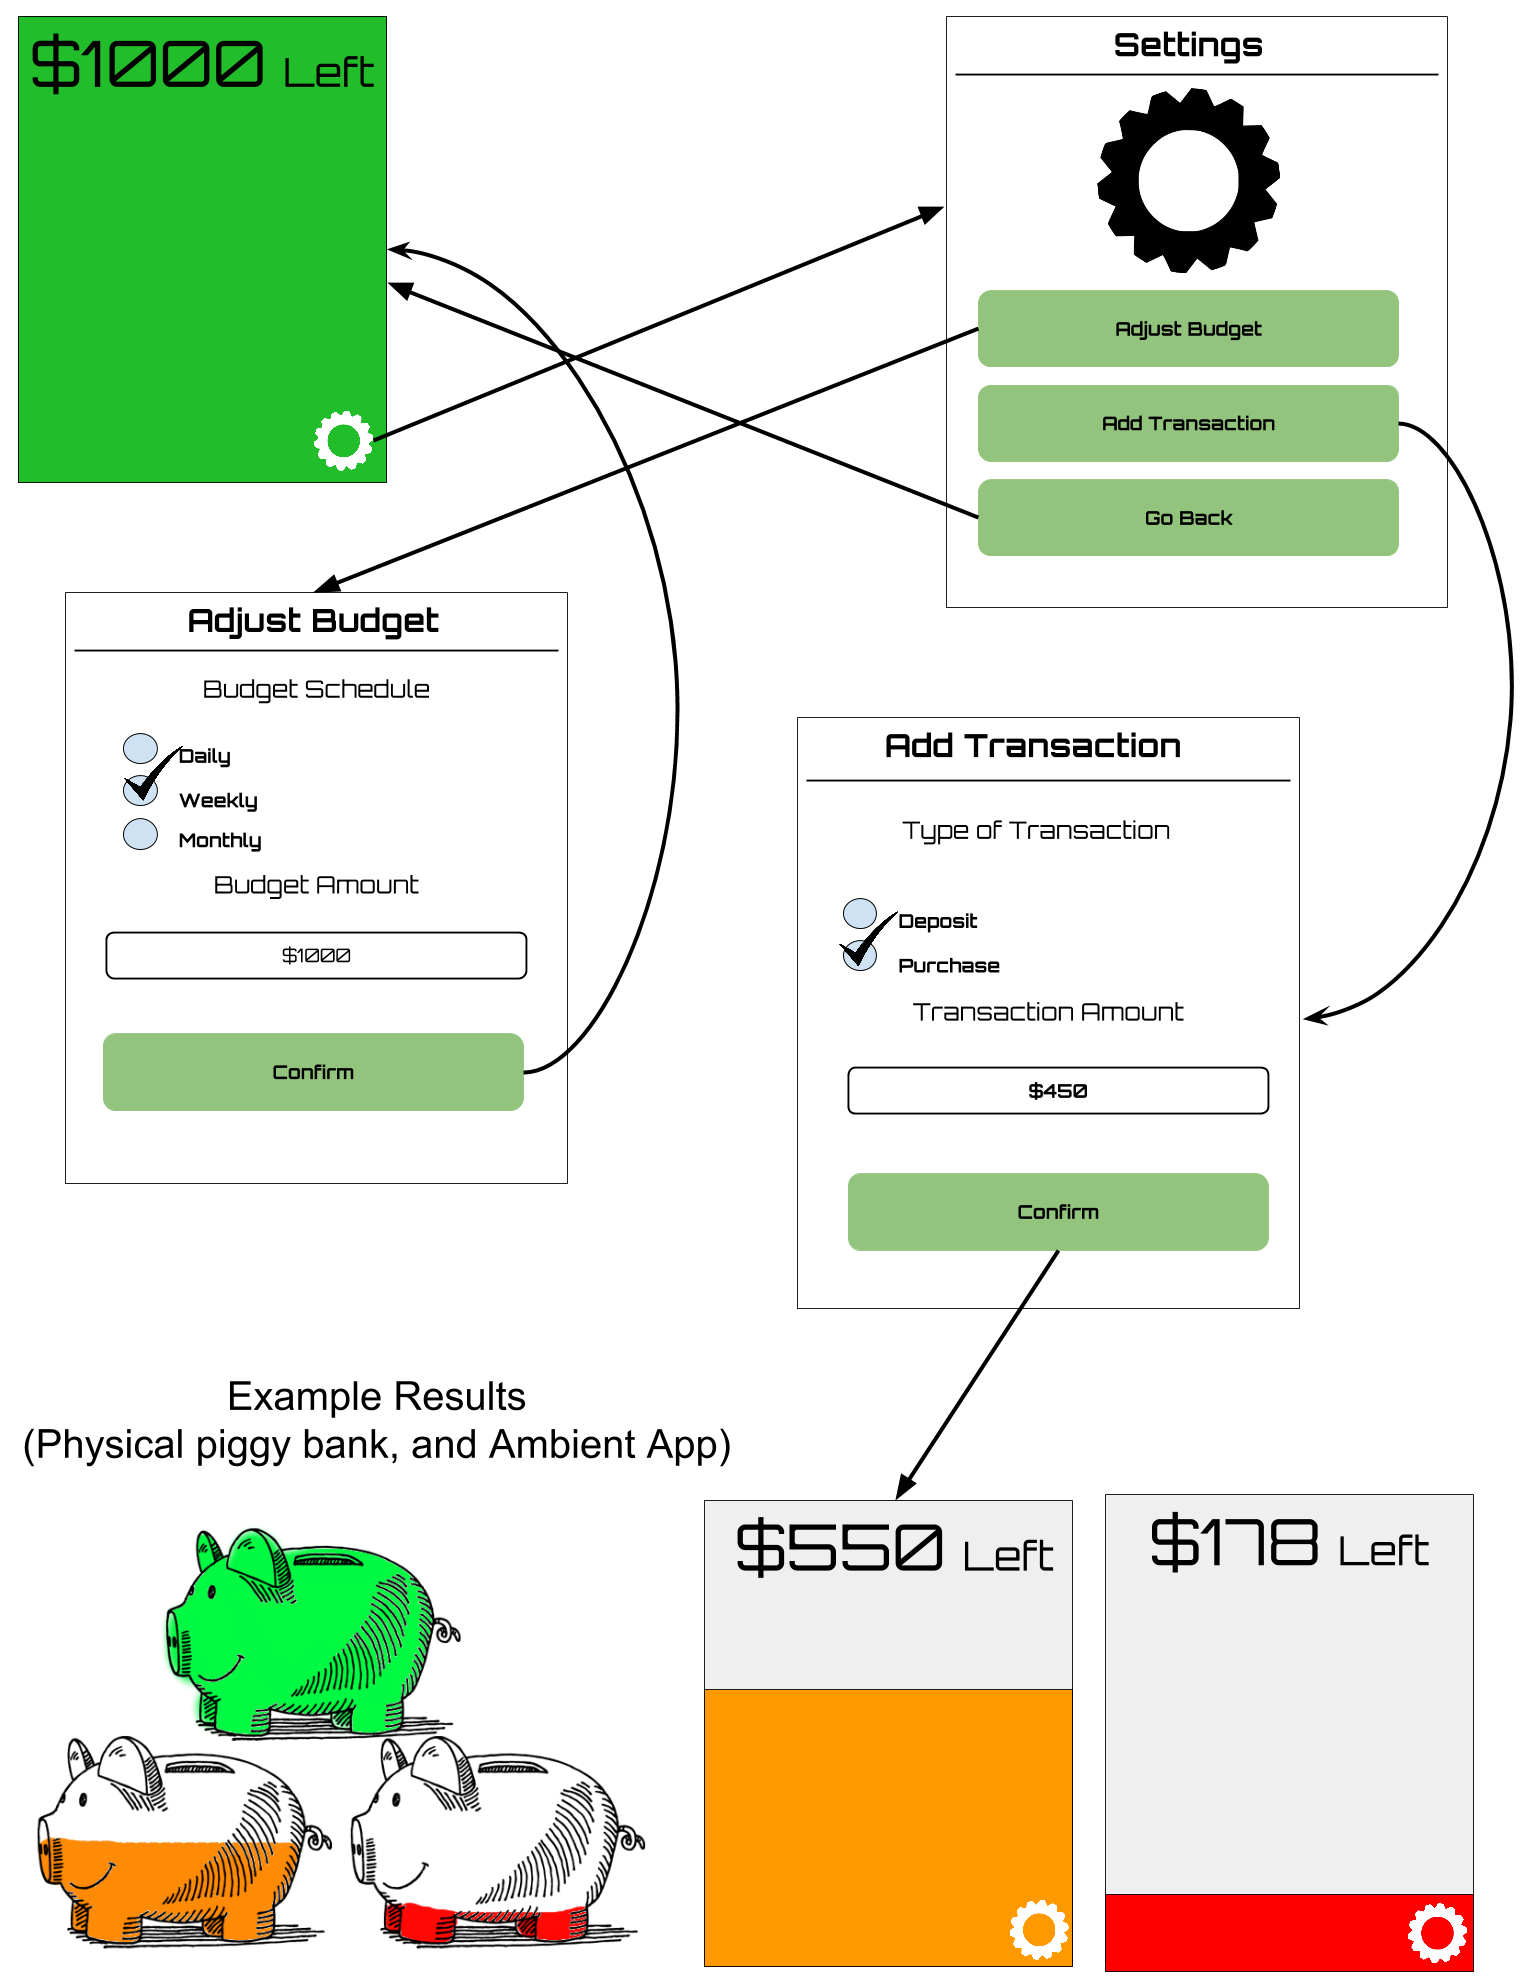 $1000 Left
Settings
Adjust Budget
Add Transaction
Go Back
Adjust Budget
Budget Schedule
Daily
Weekly
Monthly
Budget Amount
$1000
Confirm
Add Transaction
Type of Transaction
Deposit
Purchase
Transaction Amount
$450
Confirm
Example Results
(Physical piggy bank, and Ambient App)
$550 Left
$178 Left